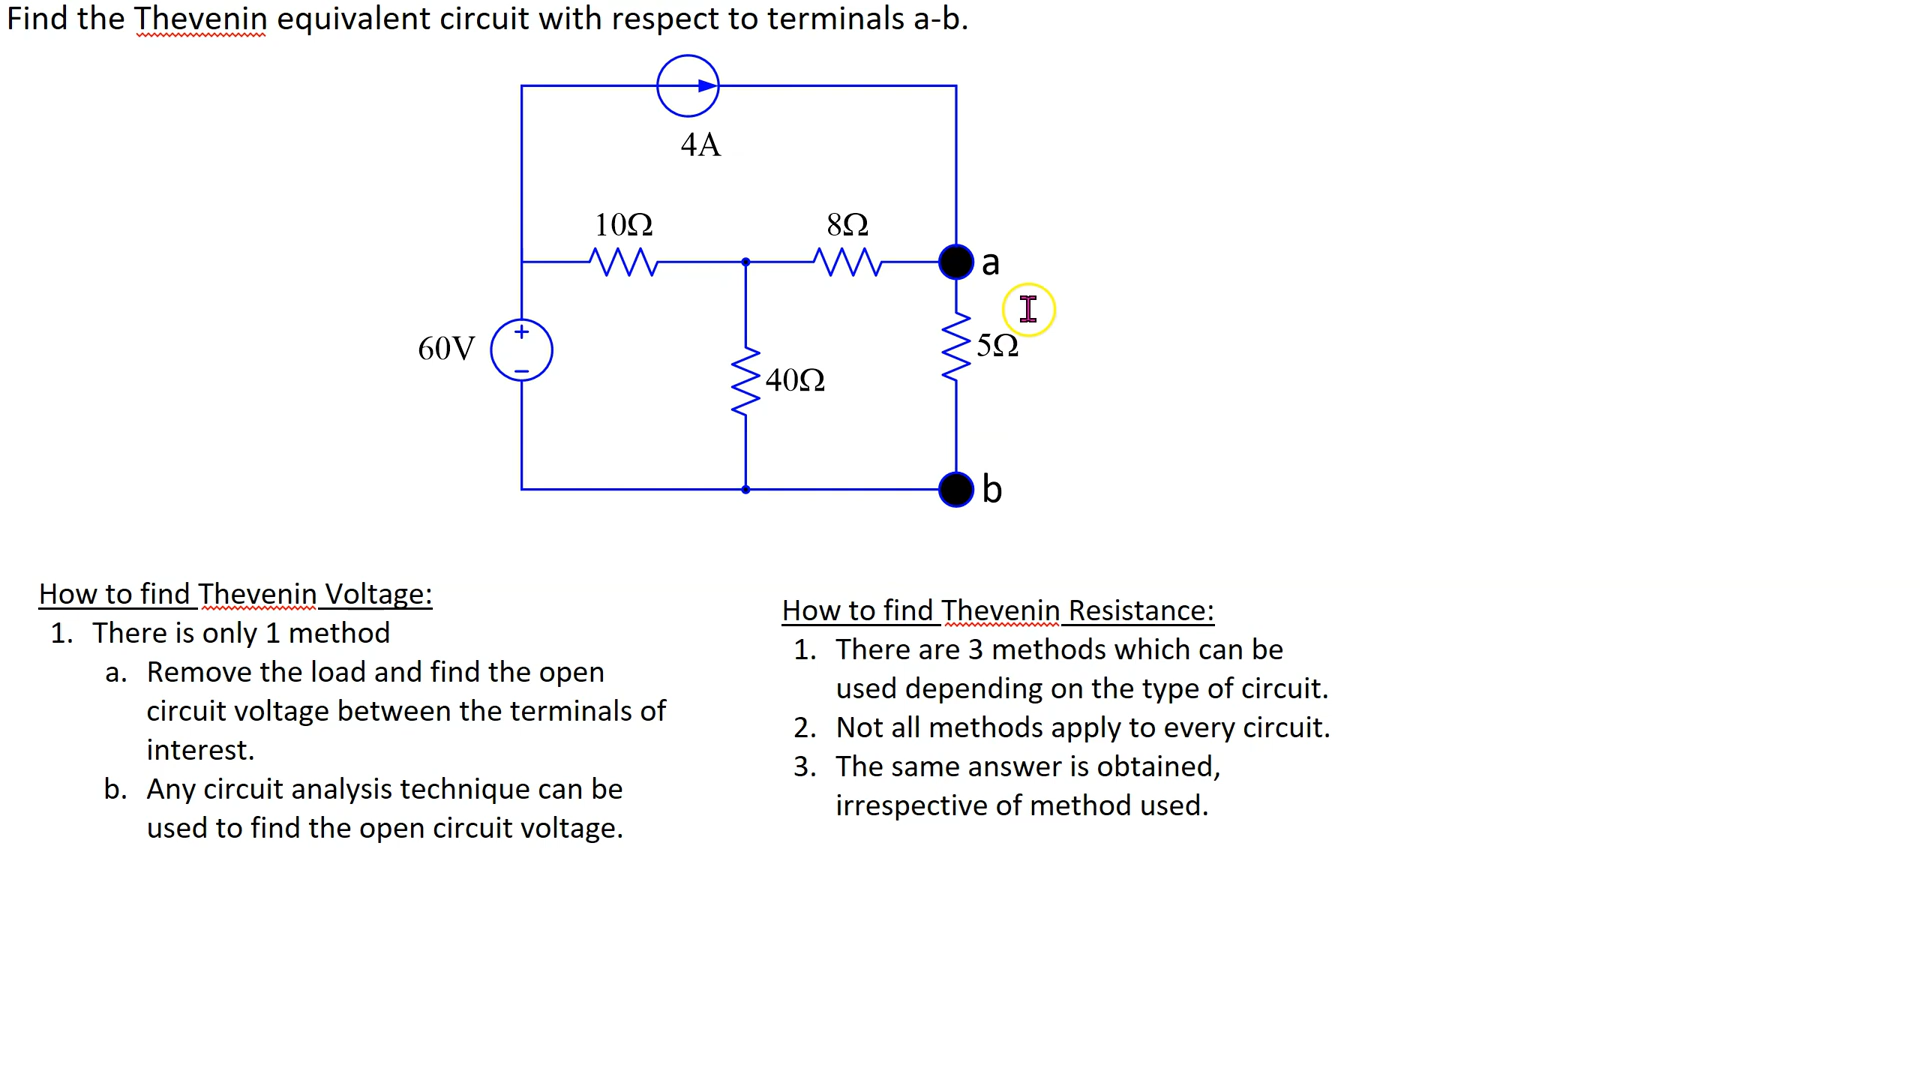 Find the Thevenin equivalent circuit with respect to terminals a-b.
4A
10Ω
8Ω
a
60V
+
5Ω
40Ω
b
How to find Thevenin Voltage:
1. There is only 1 method
a. Remove the load and find the open
circuit voltage between the terminals of
interest.
b. Any circuit analysis technique can be
used to find the open circuit voltage.
How to find Thevenin Resistance:
1. There are 3 methods which can be
used depending on the type of circuit.
2. Not all methods apply to every circuit.
3. The same answer is obtained,
irrespective of method used.